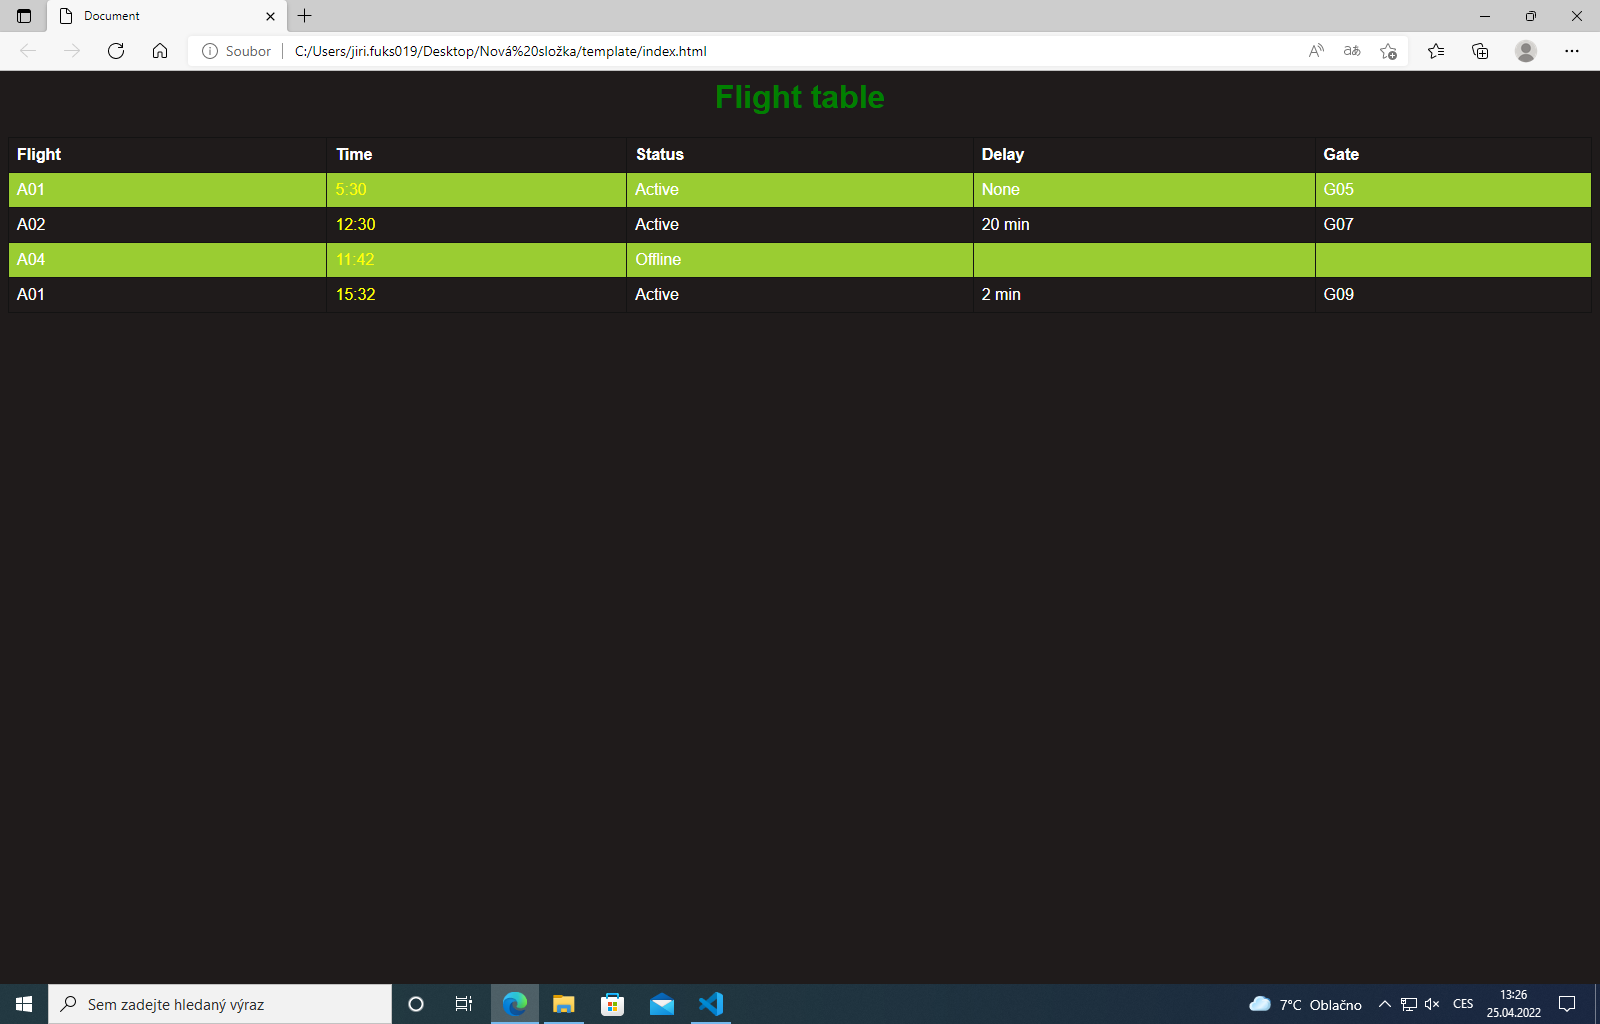 Document
Soubor C:/Users/jiri.fuks019/Desktop/Nová%20složka/template/index.html
Flight table
Flight Time Status Delay Gate
A01 5:30 Active None G05
A02 12:30 Active 20 min G07
A04 11:42 Offline
A01 15:32 Active 2 min G09
Sem zadejte hledaný výraz 7°C Oblačno CES 13:26
25.04.2022